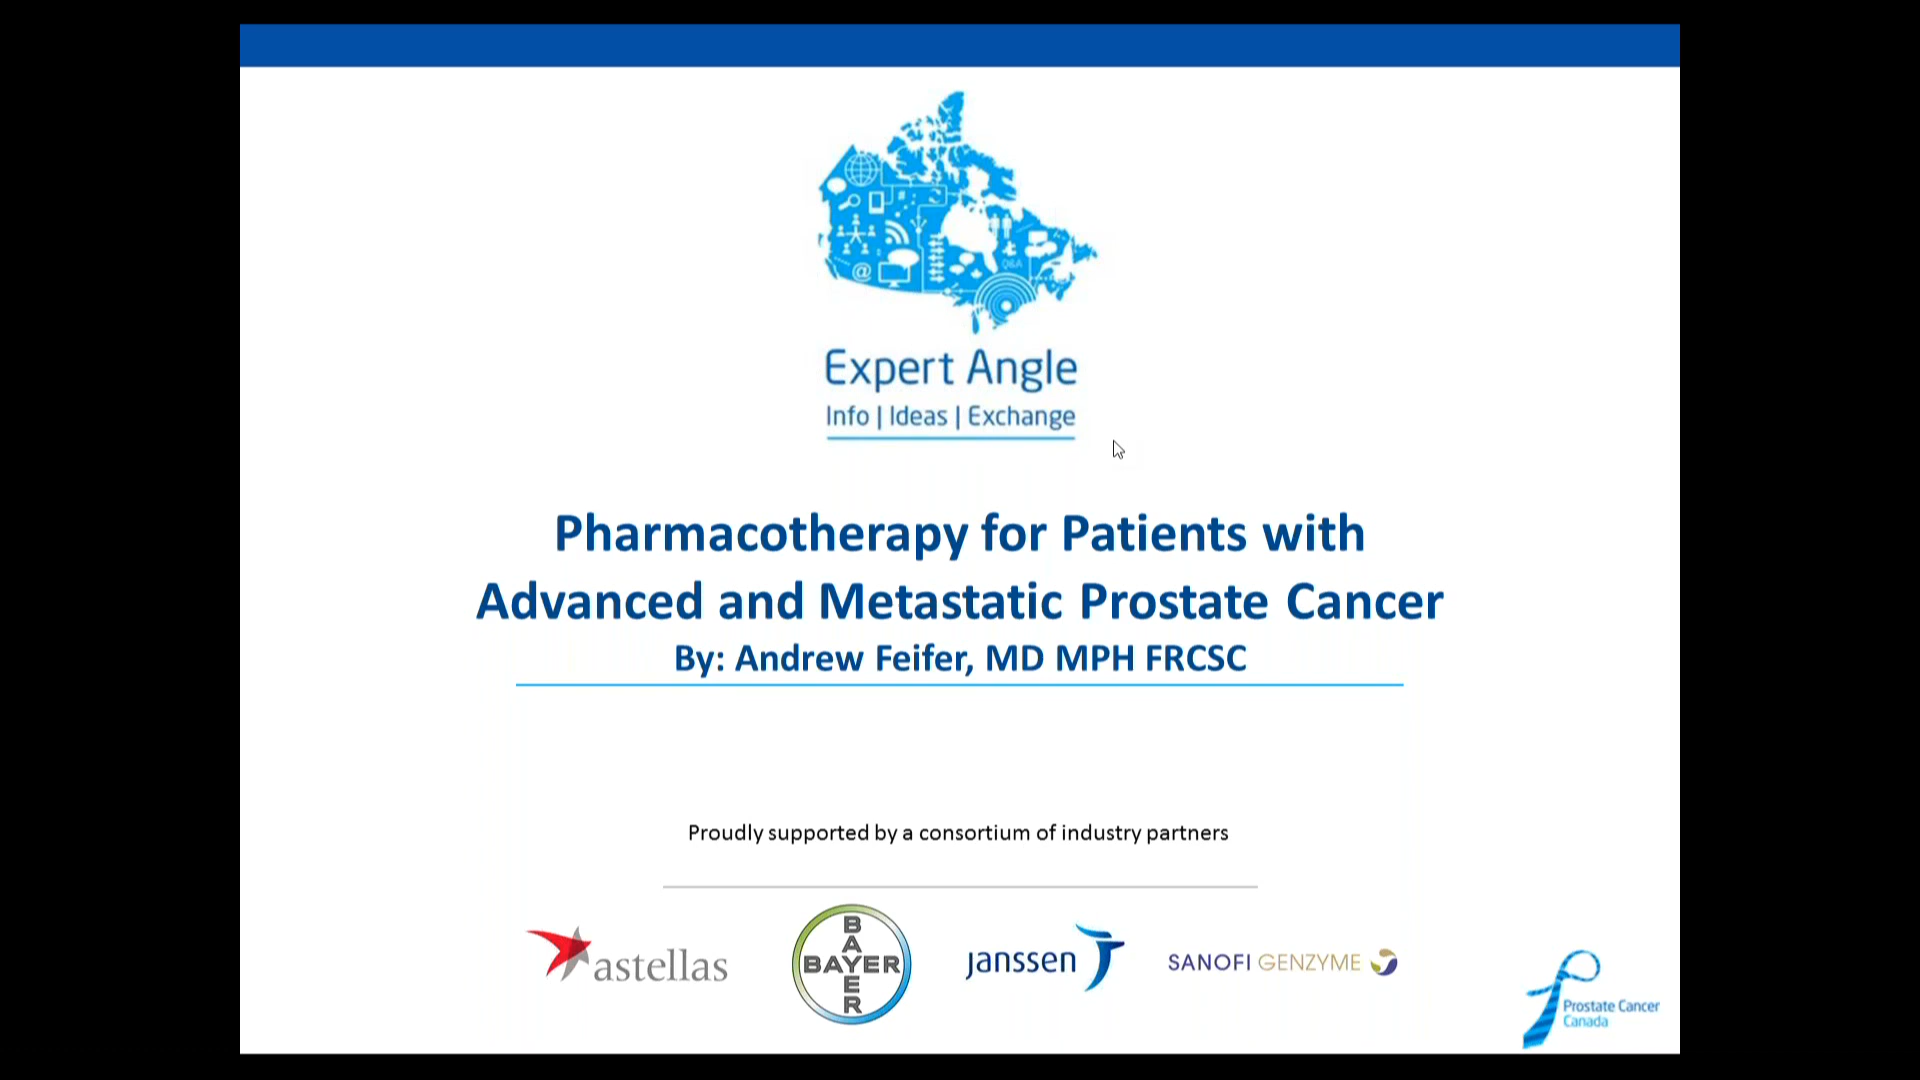 @
Q&A
Expert Angle
Info | Ideas | Exchange
Pharmacotherapy for Patients with
Advanced and Metastatic Prostate Cancer
By: Andrew Feifer, MD MPH FRCSC
Proudly supported by a consortium of industry partners
astellas
BAYER
BAYER
janssen
SANOFI GENZYME
Prostate Cancer
Canada